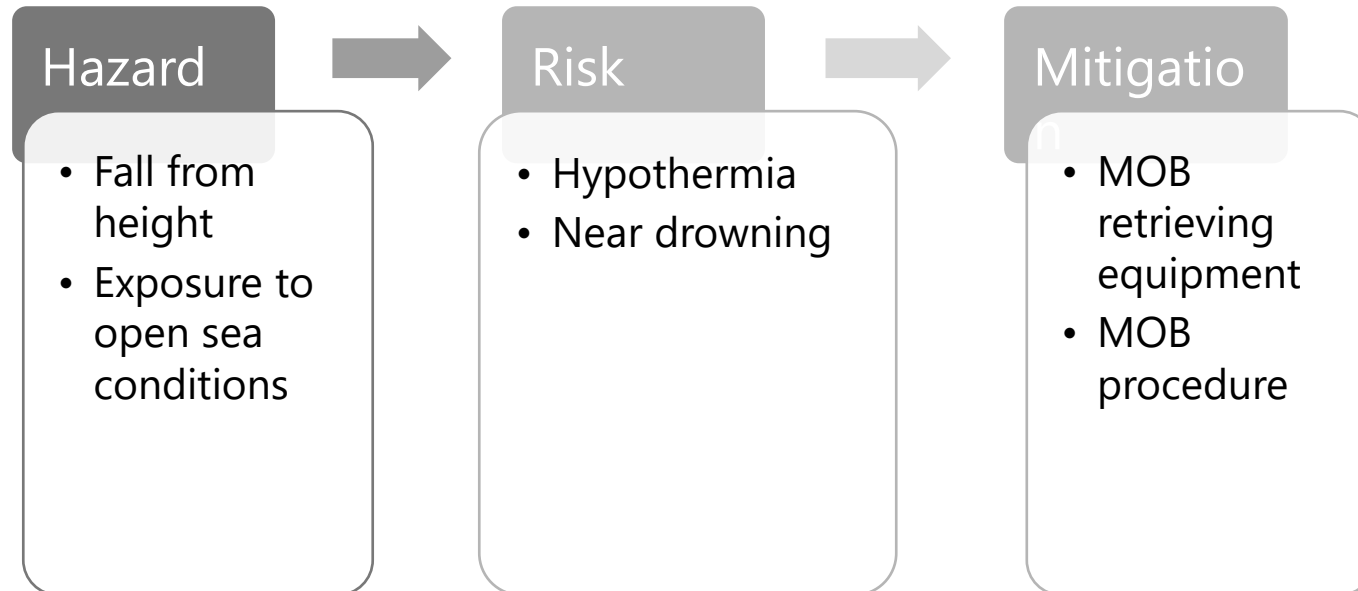 Hazard
• Fall from
height
• Exposure to
open sea
conditions
Risk
• Hypothermia
• Near drowning
Mitigatio
n
• MOB
retrieving
equipment
• MOB
procedure